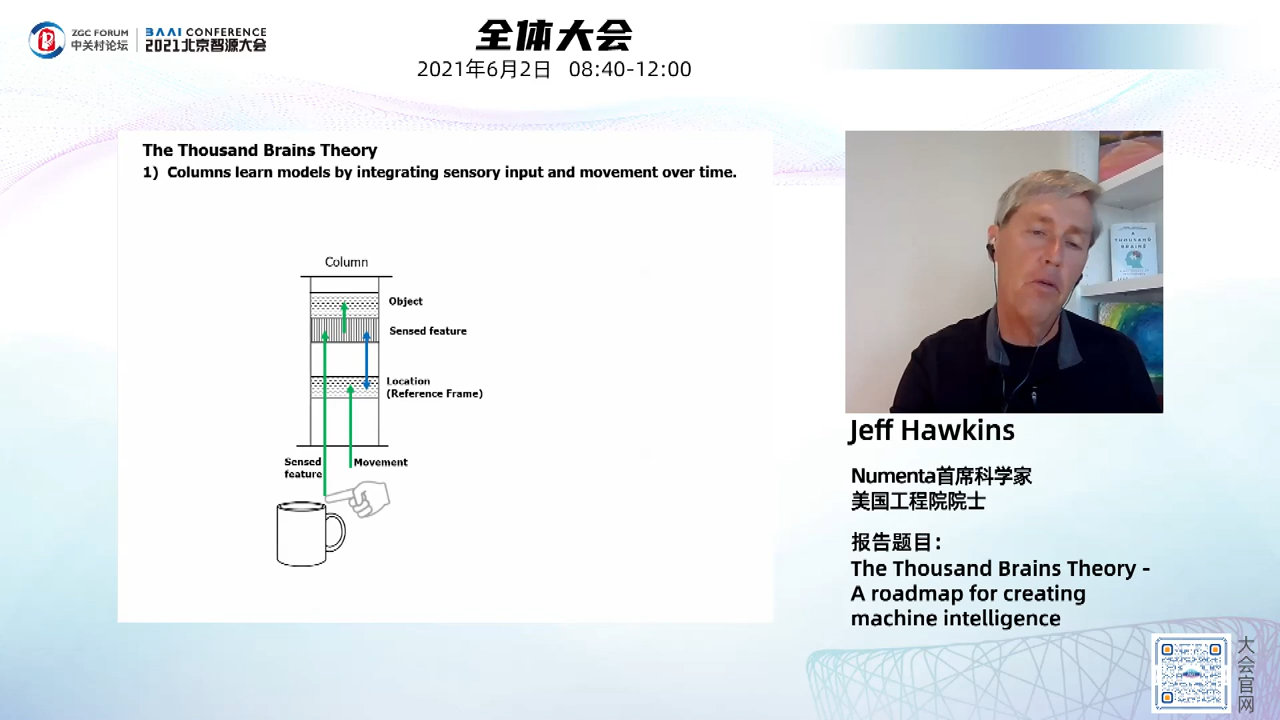 ZGC FORUM
中关村论坛
BAAI CONFERENCE
2021北京智源大会
全体大会
2021年6月2日 08:40-12:00
The Thousand Brains Theory
1) Columns learn models by integrating sensory input and movement over time.
Column
Object
Sensed feature
Location
(Reference Frame)
Sensed
feature
Movement
A
THOUSAND
BRAINS
Jeff Hawkins
Numenta首席科学家
美国工程院院士
报告题目：
The Thousand Brains Theory -
A roadmap for creating
machine intelligence
大会官网